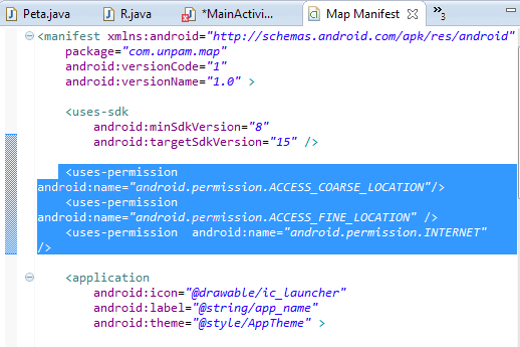 Peta.java R.java *MainActivi... Map Manifest »3
<manifest xmlns:android="http://schemas.android.com/apk/res/android"
package="com.unpam.map"
android:versionCode="1"
android:versionName="1.0" >
<uses-sdk
android:minSdkVersion="8"
android:targetSdkVersion="15" />
<uses-permission
android:name="android.permission.ACCESS_COARSE_LOCATION"/>
<uses-permission
android:name="android.permission.ACCESS_FINE_LOCATION" />
<uses-permission  android:name="android.permission.INTERNET"
/>
<application
android:icon="@drawable/ic_launcher"
android:label="@string/app_name"
android:theme="@style/AppTheme" >